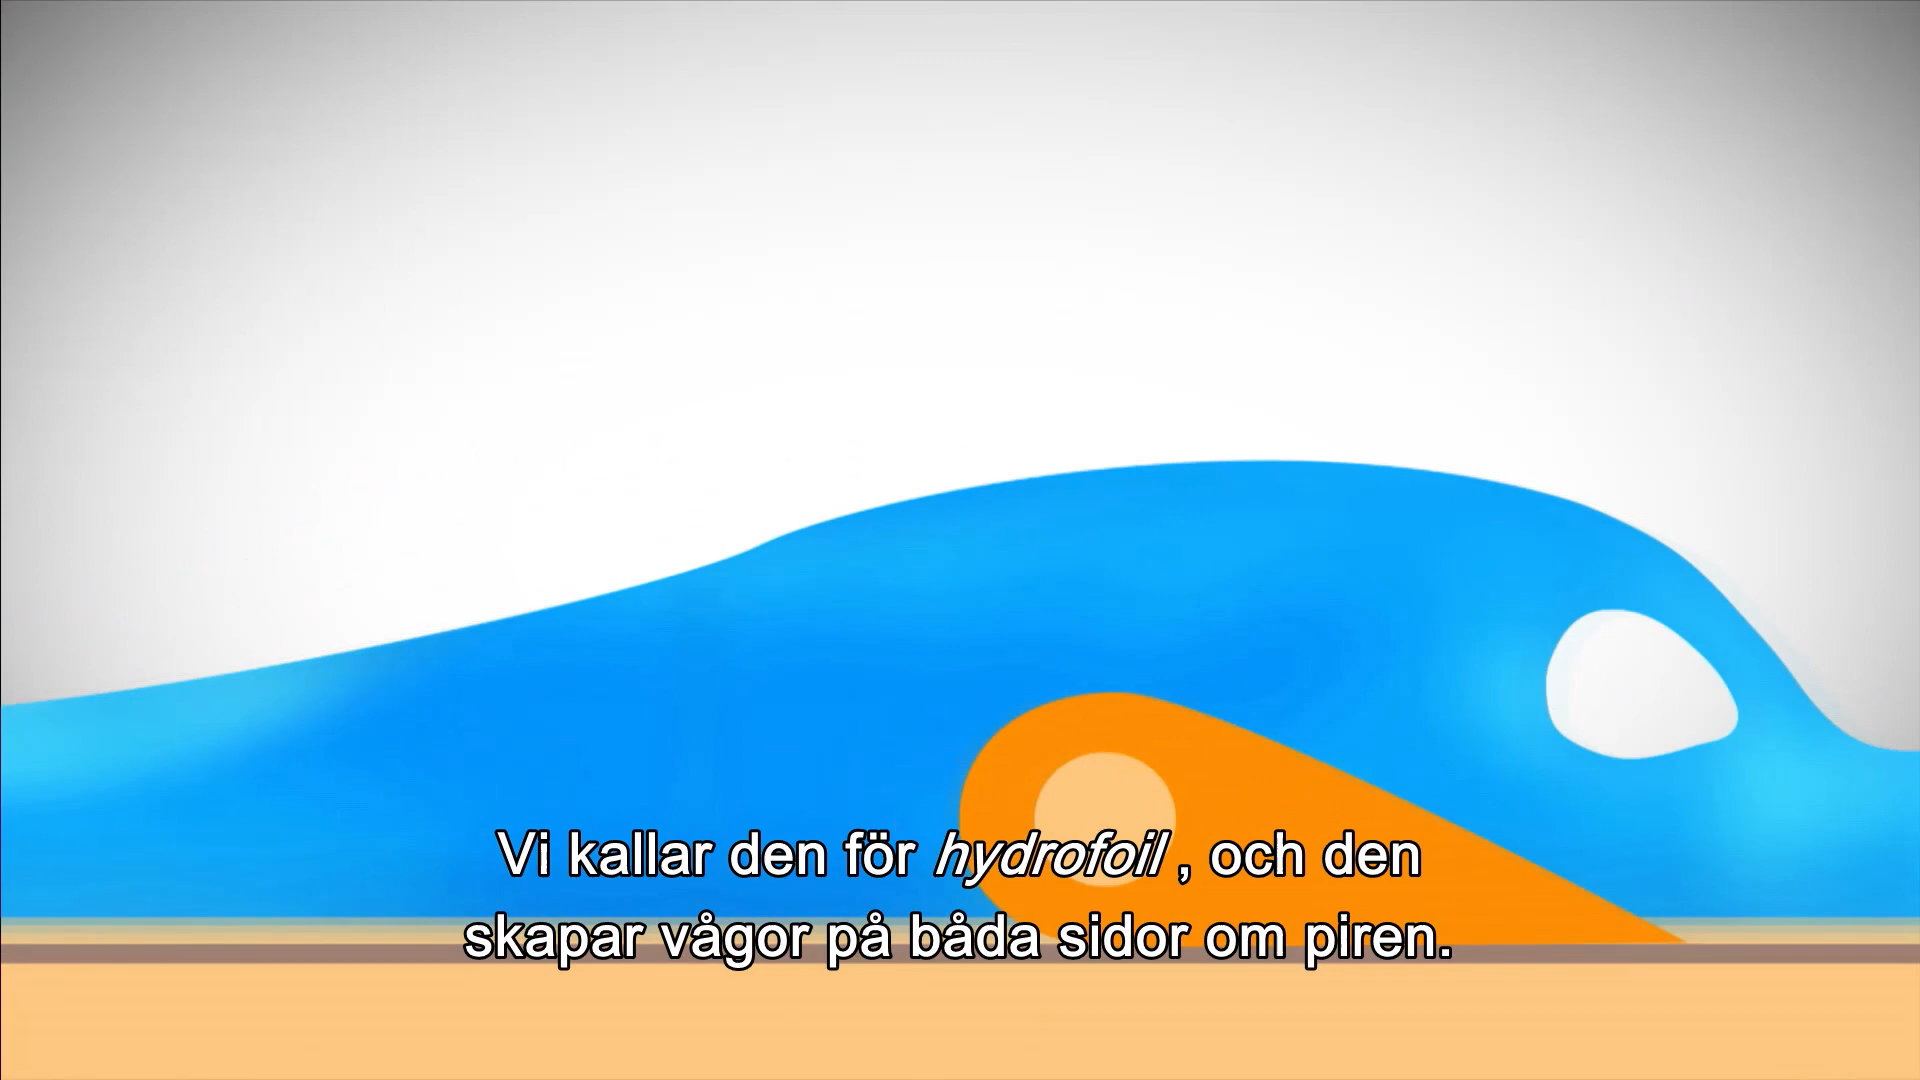 Vi kallar den för hydrofoil , och den
skapar vågor på båda sidor om piren.